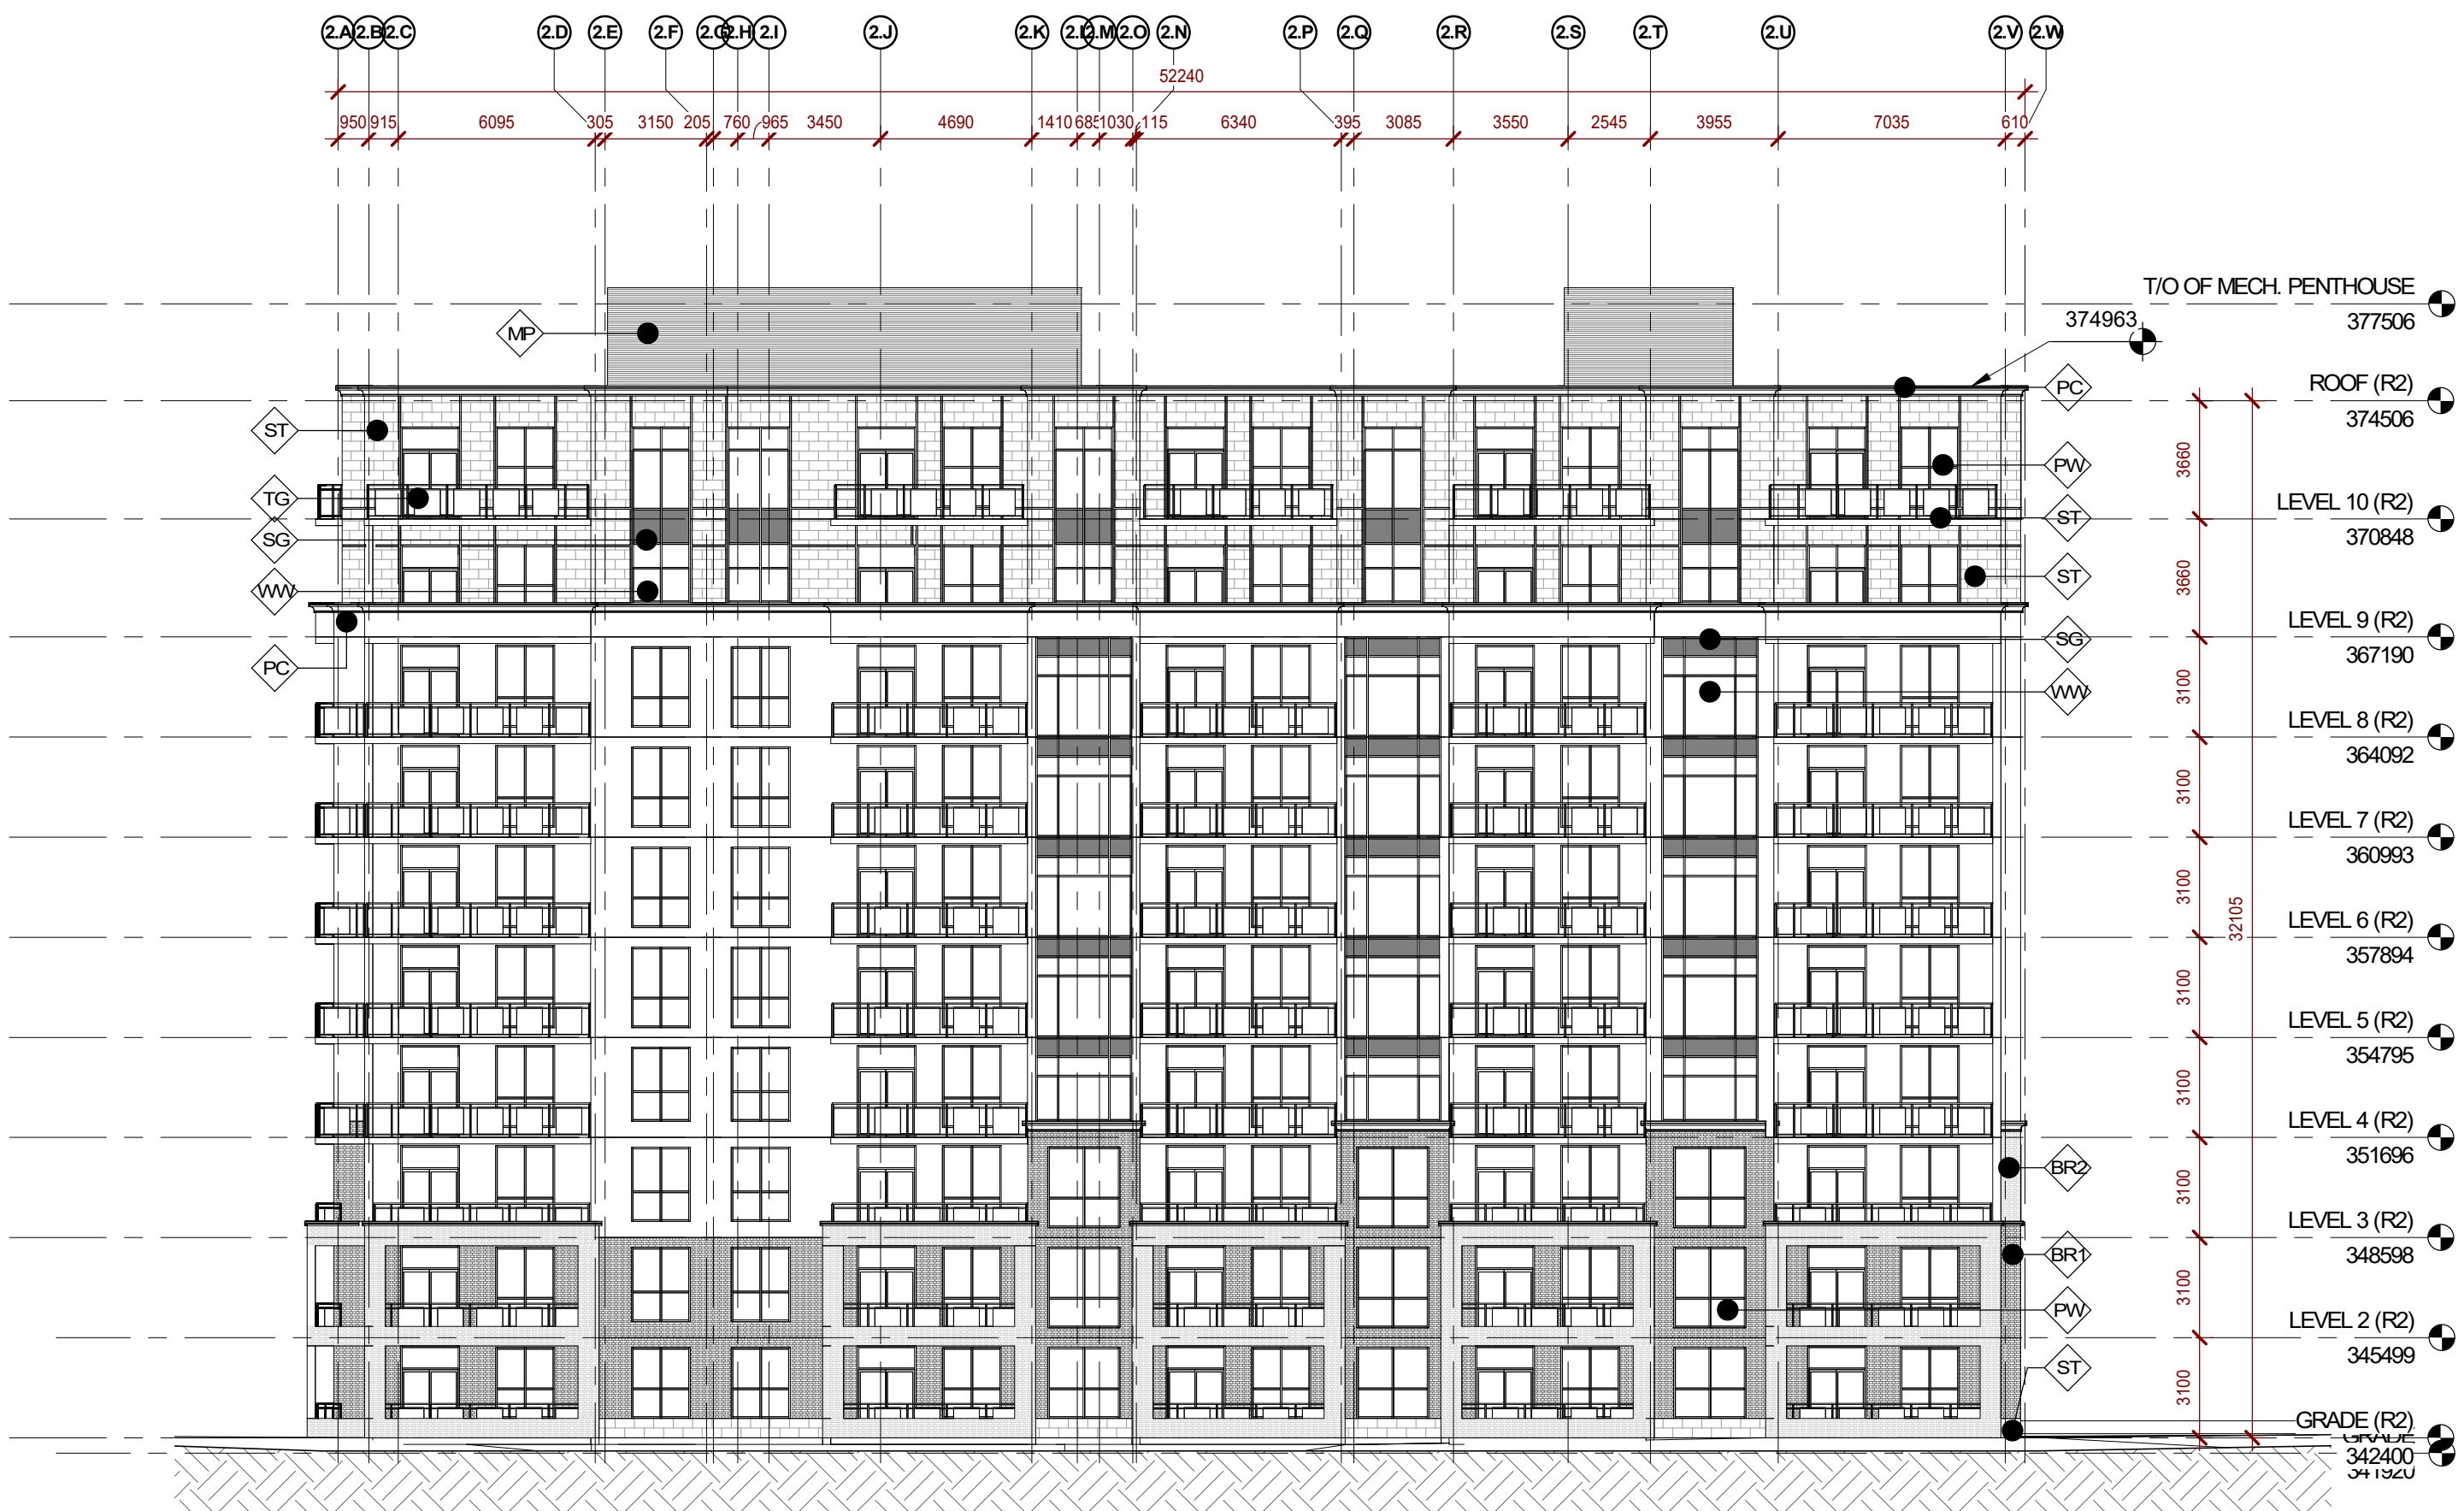 2.A 2.B 2.C 2.D 2.E 2.F 2.G 2.H 2.I 2.J 2.K 2.L 2.M 2.O 2.N 2.P 2.Q 2.R 2.S 2.T 2.U 2.V 2.W
52240
950 915 6095 305 3150 205 760 965 3450 4690 1410 685 1030 115 6340 395 3085 3550 2545 3955 7035 610
T/O OF MECH. PENTHOUSE
377506
374963
MP
PC
ROOF (R2)
374506
ST
PW
3660
TG
LEVEL 10 (R2)
370848
ST
SG
ST
3660
WW
LEVEL 9 (R2)
367190
SG
PC
WW
3100
LEVEL 8 (R2)
364092
3100
LEVEL 7 (R2)
360993
3100
32105
LEVEL 6 (R2)
357894
3100
LEVEL 5 (R2)
354795
3100
LEVEL 4 (R2)
351696
BR2
3100
LEVEL 3 (R2)
348598
BR1
3100
PW
LEVEL 2 (R2)
345499
ST
3100
GRADE (R2)
GRADE
342400
341920